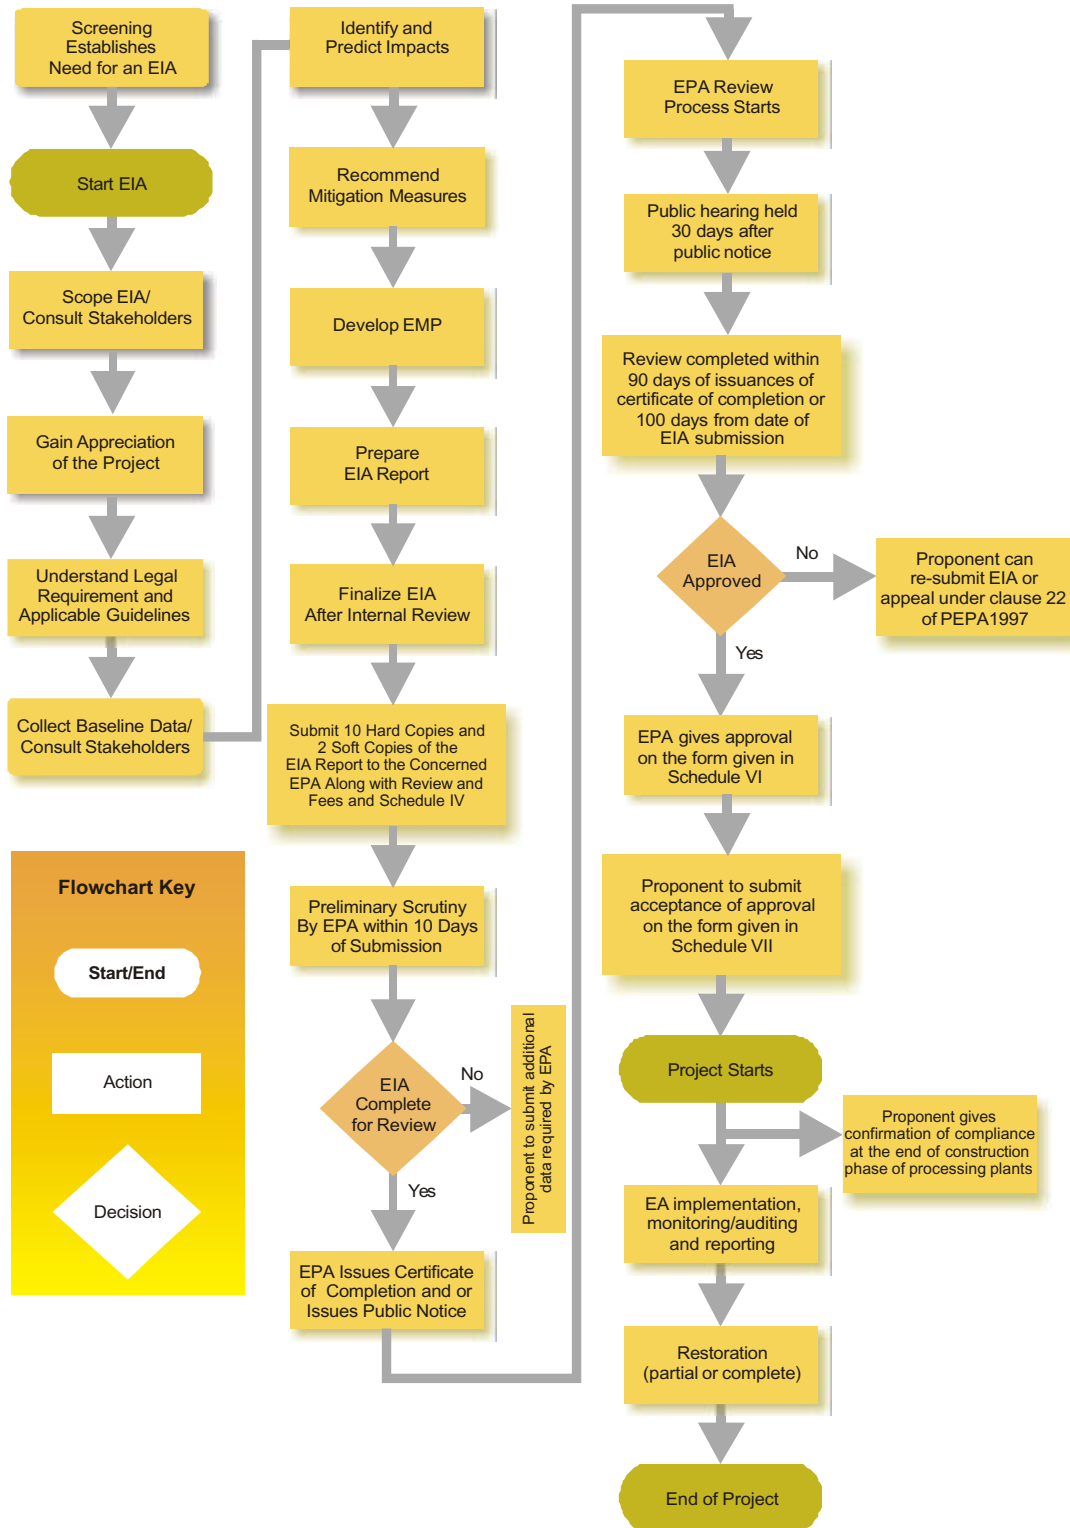 Screening
Establishes
Need for an EIA
Start EIA
Scope EIA/
Consult Stakeholders
Gain Appreciation
of the Project
Understand Legal
Requirement and
Applicable Guidelines
Collect Baseline Data/
Consult Stakeholders
Flowchart Key
Start/End
Action
Decision
Identify and
Predict Impacts
Recommend
Mitigation Measures
Develop EMP
Prepare
EIA Report
Finalize EIA
After Internal Review
Submit 10 Hard Copies and
2 Soft Copies of the
EIA Report to the Concerned
EPA Along with Review and
Fees and Schedule IV
Preliminary Scrutiny
By EPA within 10 Days
of Submission
EIA
Complete
for Review
No
Proponent to submit additional
data required by EPA
Yes
EPA Issues Certificate
of Completion and or
Issues Public Notice
EPA Review
Process Starts
Public hearing held
30 days after
public notice
Review completed within
90 days of issuances of
certificate of completion or
100 days from date of
EIA submission
EIA
Approved
No
Proponent can
re-submit EIA or
appeal under clause 22
of PEPA1997
Yes
EPA gives approval
on the form given in
Schedule VI
Proponent to submit
acceptance of approval
on the form given in
Schedule VII
Project Starts
Proponent gives
confirmation of compliance
at the end of construction
phase of processing plants
EA implementation,
monitoring/auditing
and reporting
Restoration
(partial or complete)
End of Project